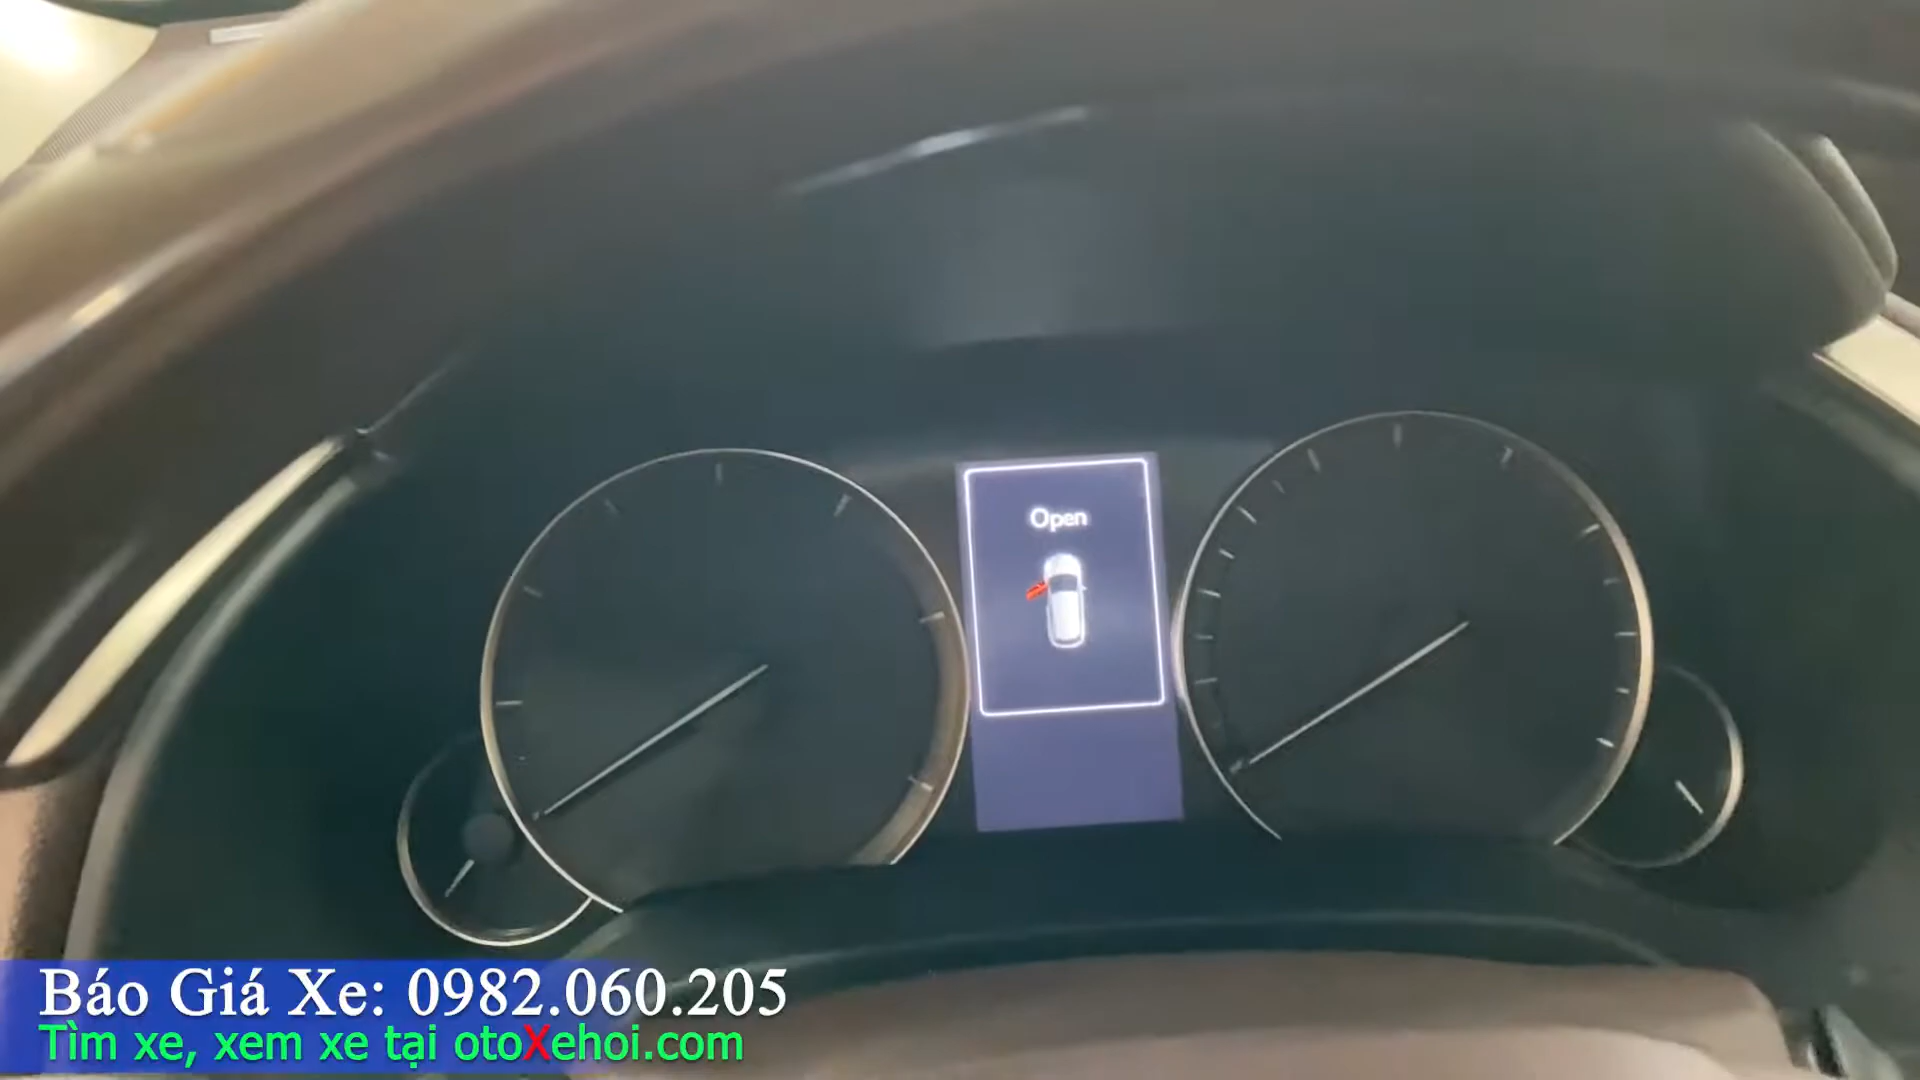 Open
Báo Giá Xe: 0982.060.205
Tìm xe, xem xe tại otoXehoi.com